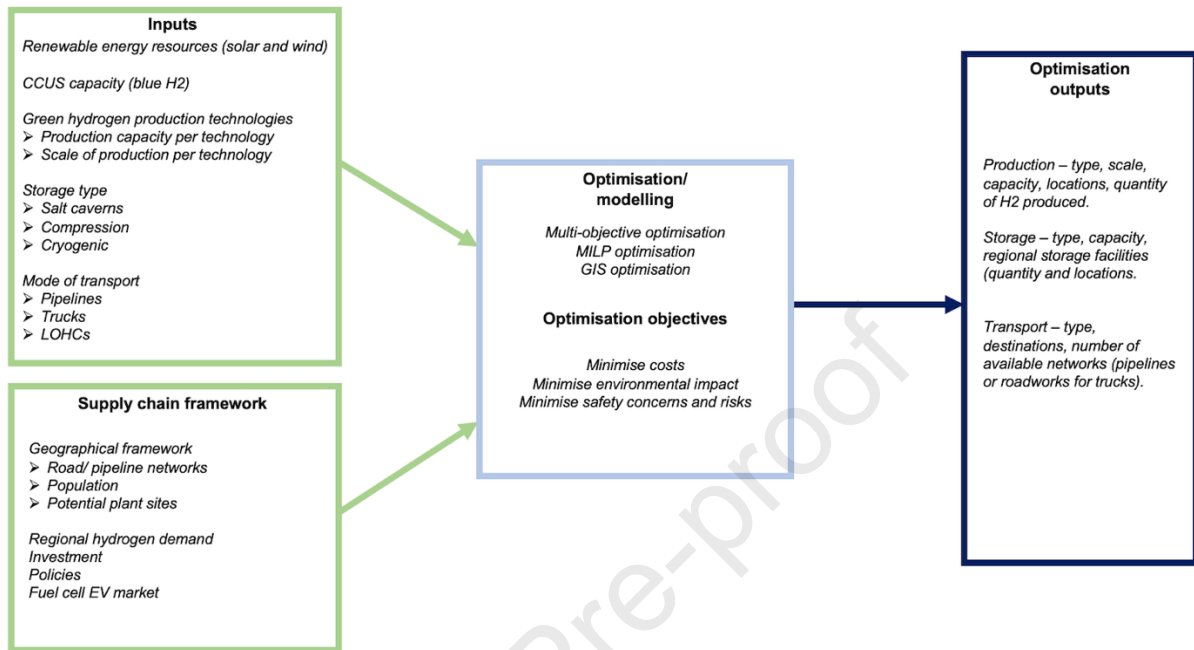 Inputs
Renewable energy resources (solar and wind)
CCUS capacity (blue H2)
Green hydrogen production technologies
➢ Production capacity per technology
➢ Scale of production per technology
Storage type
➢ Salt caverns
➢ Compression
➢ Cryogenic
Mode of transport
➢ Pipelines
➢ Trucks
➢ LOHCs
Supply chain framework
Geographical framework
➢ Road/ pipeline networks
➢ Population
➢ Potential plant sites
Regional hydrogen demand
Investment
Policies
Fuel cell EV market
Optimisation/
modelling
Multi-objective optimisation
MILP optimisation
GIS optimisation
Optimisation objectives
Minimise costs
Minimise environmental impact
Minimise safety concerns and risks
Optimisation
outputs
Production – type, scale,
capacity, locations, quantity
of H2 produced.
Storage – type, capacity,
regional storage facilities
(quantity and locations.
Transport – type,
destinations, number of
available networks (pipelines
or roadworks for trucks).
Pre-proof